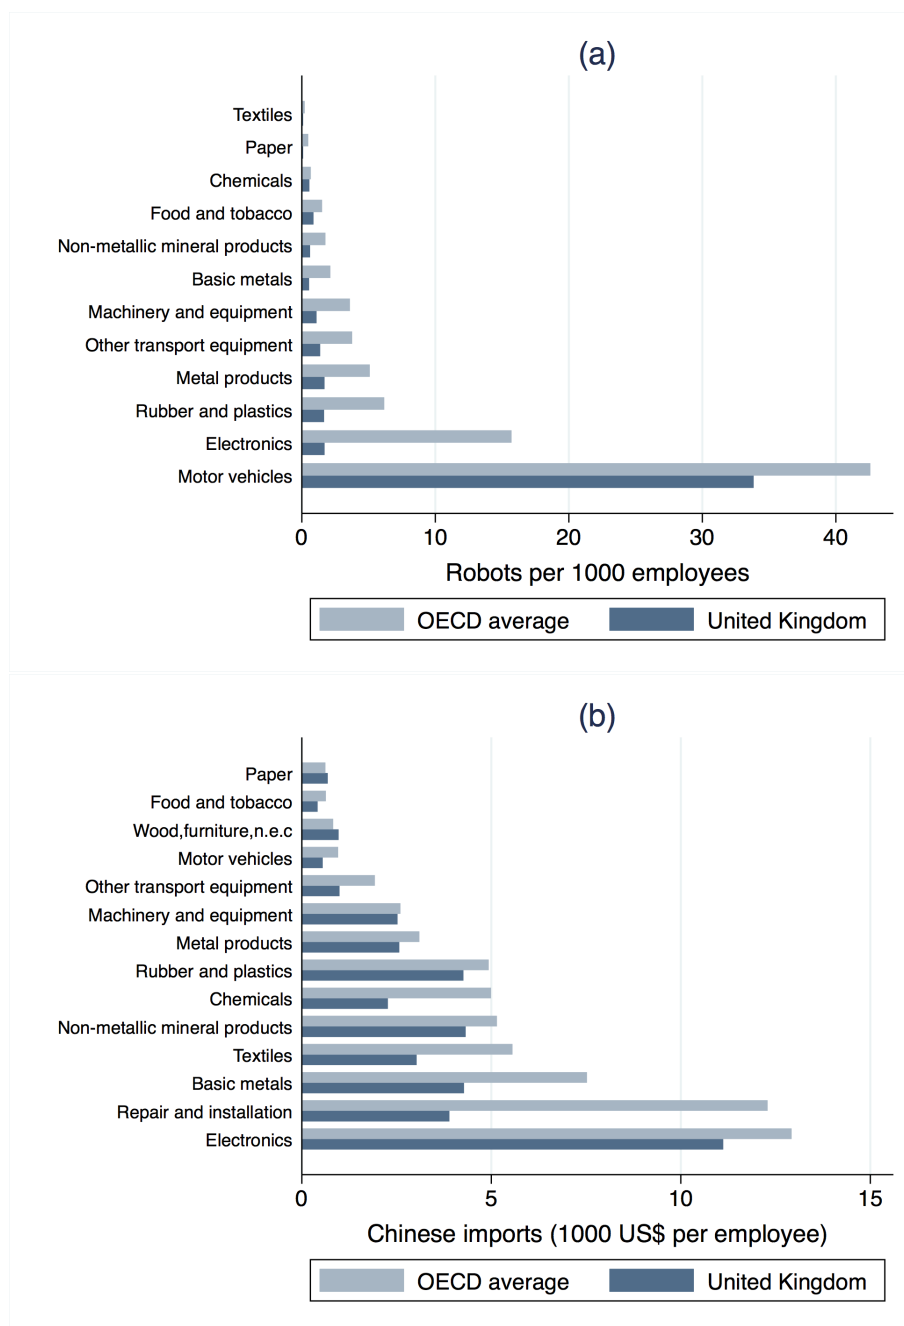 (a)
Textiles
Paper
Chemicals
Food and tobacco
Non-metallic mineral products
Basic metals
Machinery and equipment
Other transport equipment
Metal products
Rubber and plastics
Electronics
Motor vehicles
0 10 20 30 40
Robots per 1000 employees
OECD average United Kingdom
(b)
Paper
Food and tobacco
Wood,furniture,n.e.c
Motor vehicles
Other transport equipment
Machinery and equipment
Metal products
Rubber and plastics
Chemicals
Non-metallic mineral products
Textiles
Basic metals
Repair and installation
Electronics
0 5 10 15
Chinese imports (1000 US$ per employee)
OECD average United Kingdom